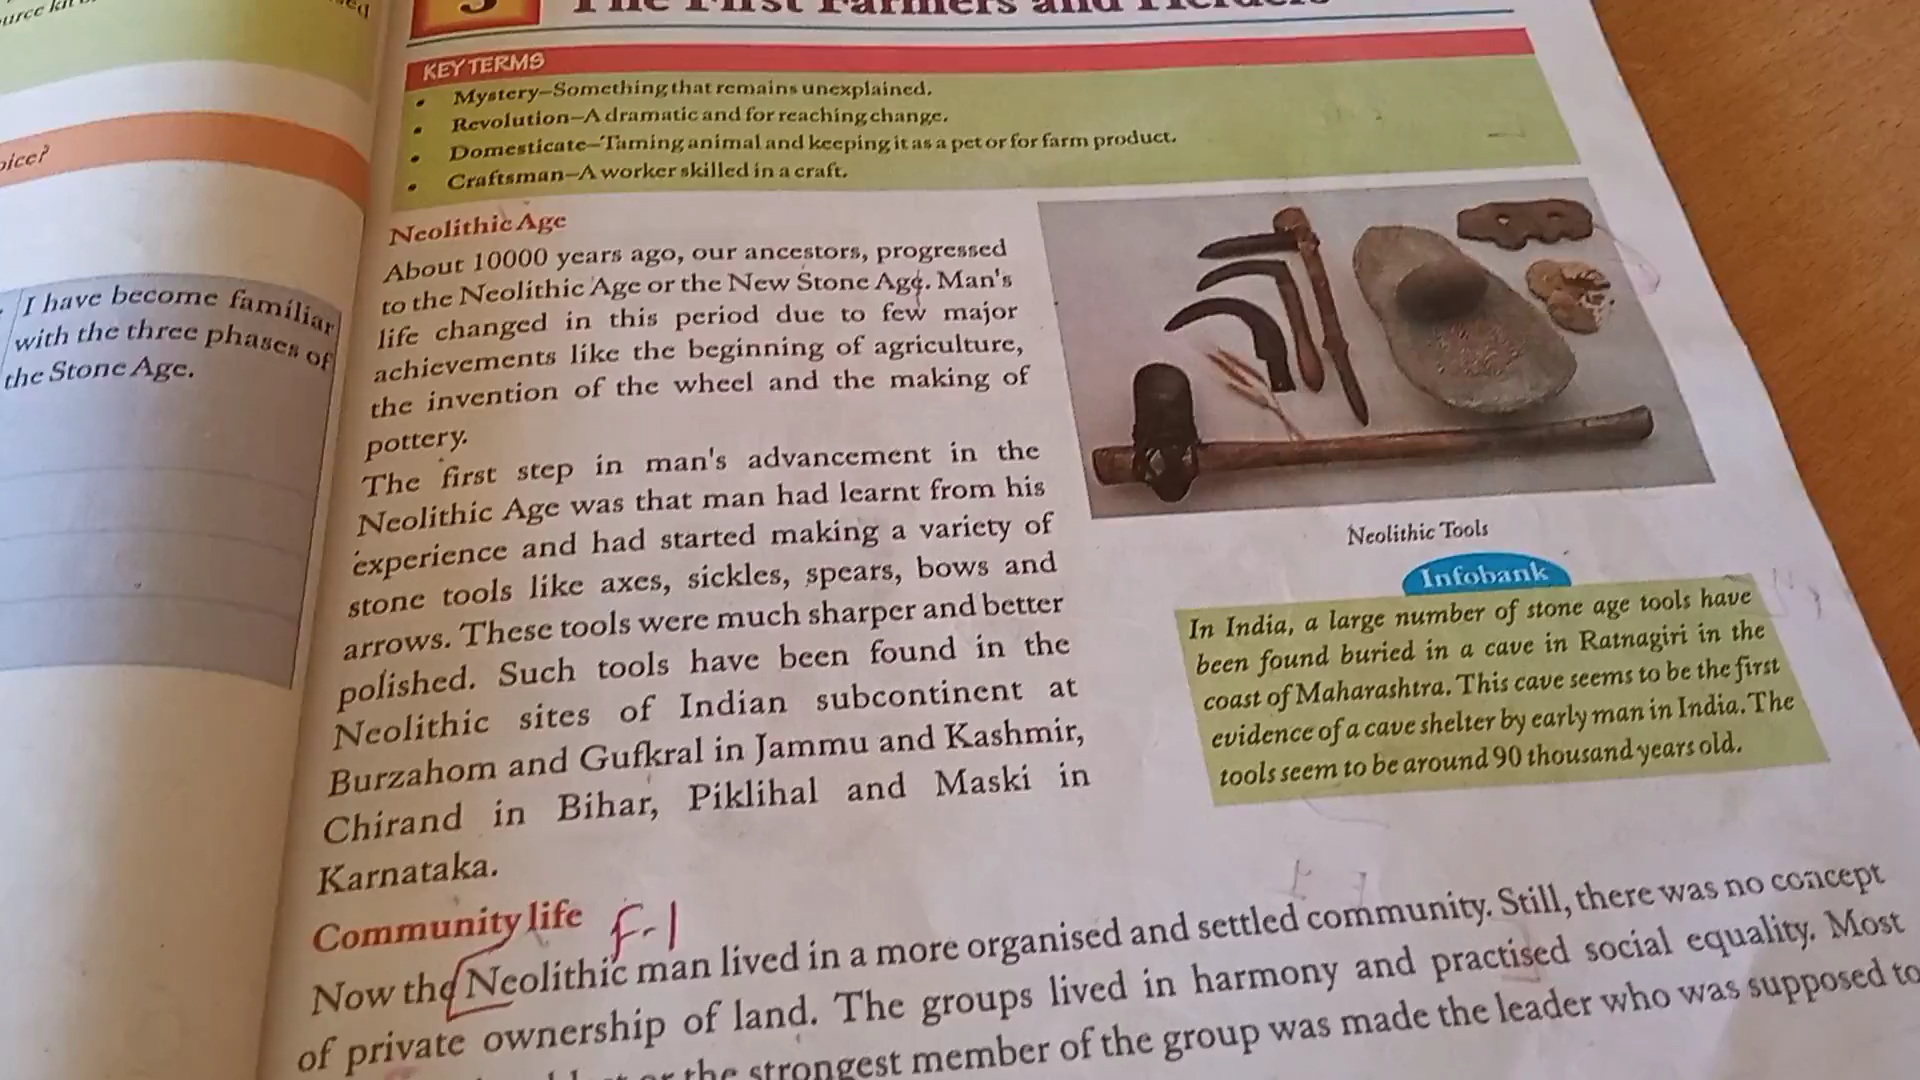 I have become familiar
with the three phases of
the Stone Age.
3
The First Farmers and Herders
KEY TERMS
• Mystery–Something that remains unexplained.
• Revolution–A dramatic and for reaching change.
• Domesticate–Taming animal and keeping it as a pet or for farm product.
• Craftsman–A worker skilled in a craft.
Neolithic Age
About 10000 years ago, our ancestors, progressed
to the Neolithic Age or the New Stone Age. Man's
life changed in this period due to few major
achievements like the beginning of agriculture,
the invention of the wheel and the making of
pottery.
The first step in man's advancement in the
Neolithic Age was that man had learnt from his
experience and had started making a variety of
stone tools like axes, sickles, spears, bows and
arrows. These tools were much sharper and better
polished. Such tools have been found in the
Neolithic sites of Indian subcontinent at
Burzahom and Gufkral in Jammu and Kashmir,
Chirand in Bihar, Piklihal and Maski in
Karnataka.
Neolithic Tools
Infobank
In India, a large number of stone age tools have
been found buried in a cave in Ratnagiri in the
coast of Maharashtra. This cave seems to be the first
evidence of a cave shelter by early man in India. The
tools seem to be around 90 thousand years old.
Community life F-1
Now the Neolithic man lived in a more organised and settled community. Still, there was no concept
of private ownership of land. The groups lived in harmony and practised social equality. Most
or the strongest member of the group was made the leader who was supposed to